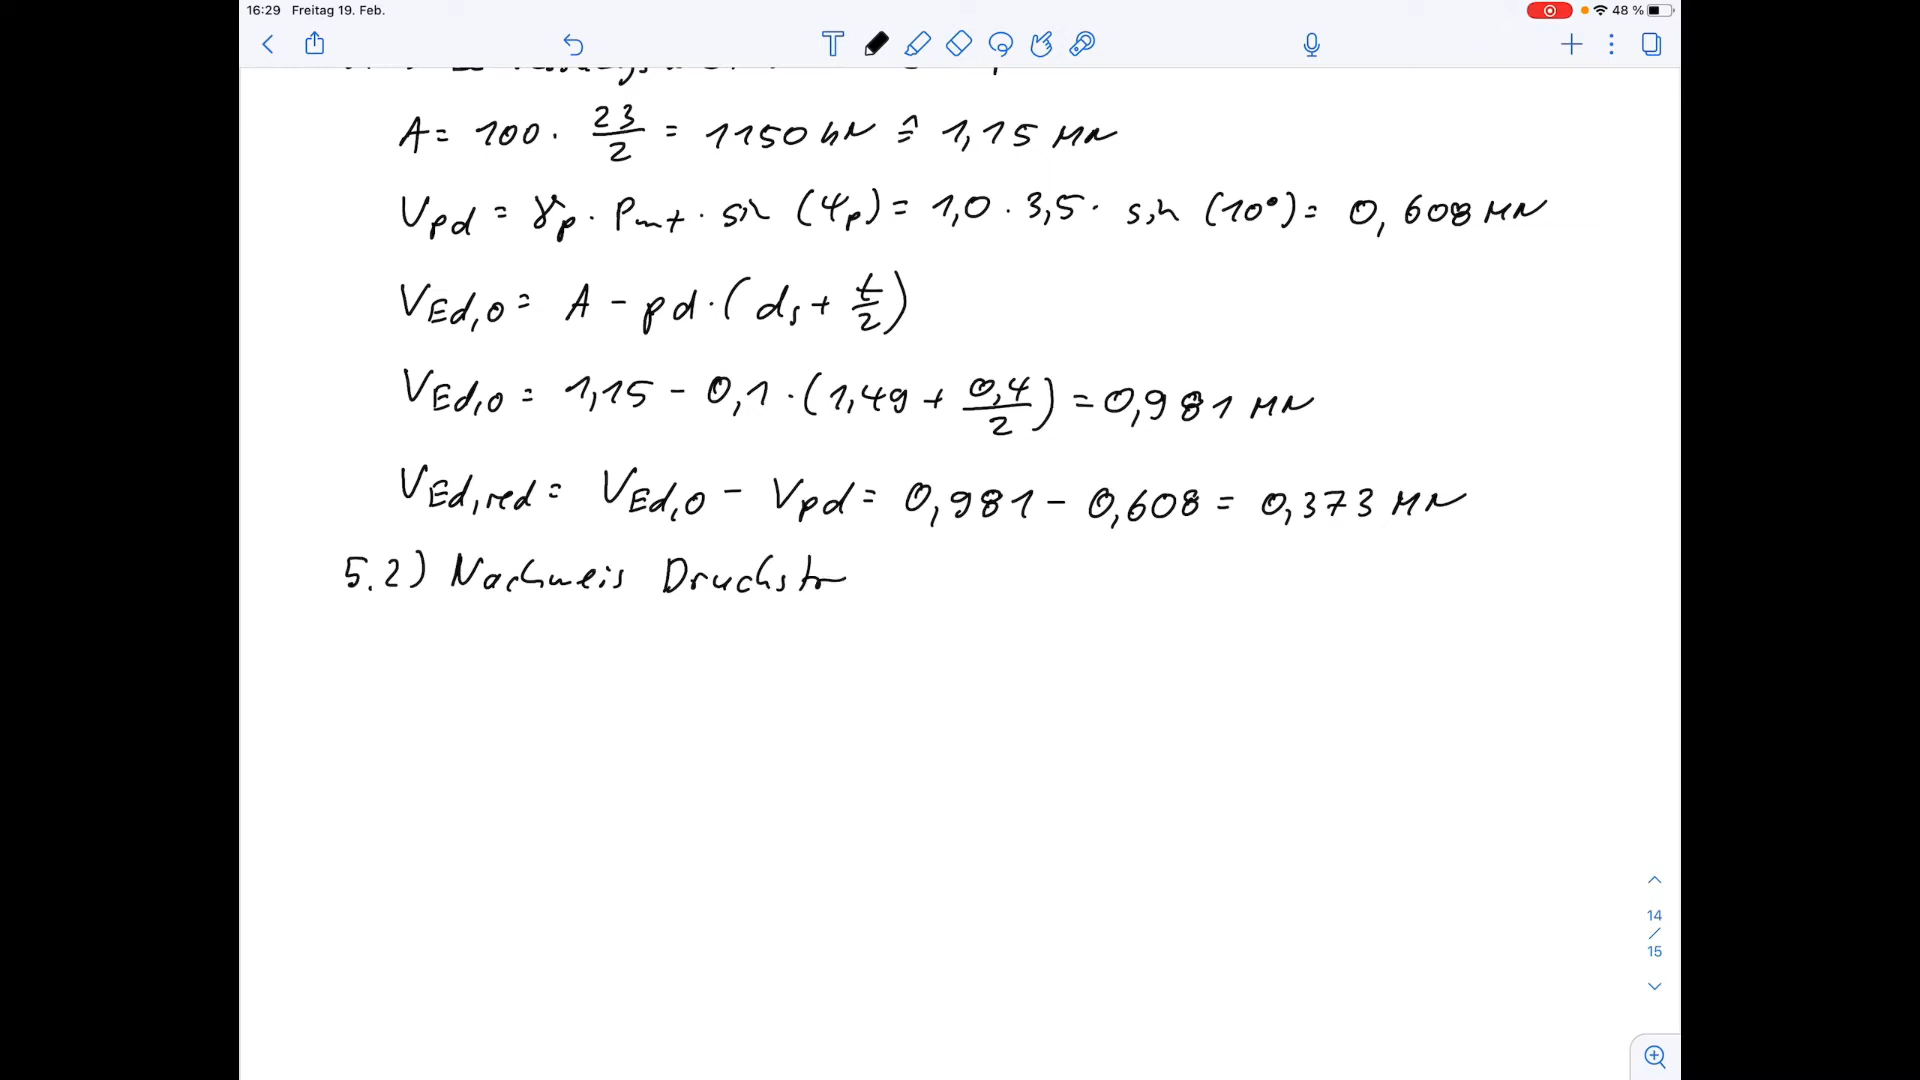 16:29 Freitag 19. Feb. 48 %
A = 100 · 23/2 = 1150 kN ≙ 1,15 MN
Vpd = γp · Pmt · sin (Ψp) = 1,0 · 3,5 · sin (10°) = 0,608 MN
VEd,0 = A - pd · (ds + t/2)
VEd,0 = 1,15 - 0,1 · (1,49 + 0,4/2) = 0,981 MN
VEd,red = VEd,0 - Vpd = 0,981 - 0,608 = 0,373 MN
5.2) Nachweis Druckstr
14
/
15